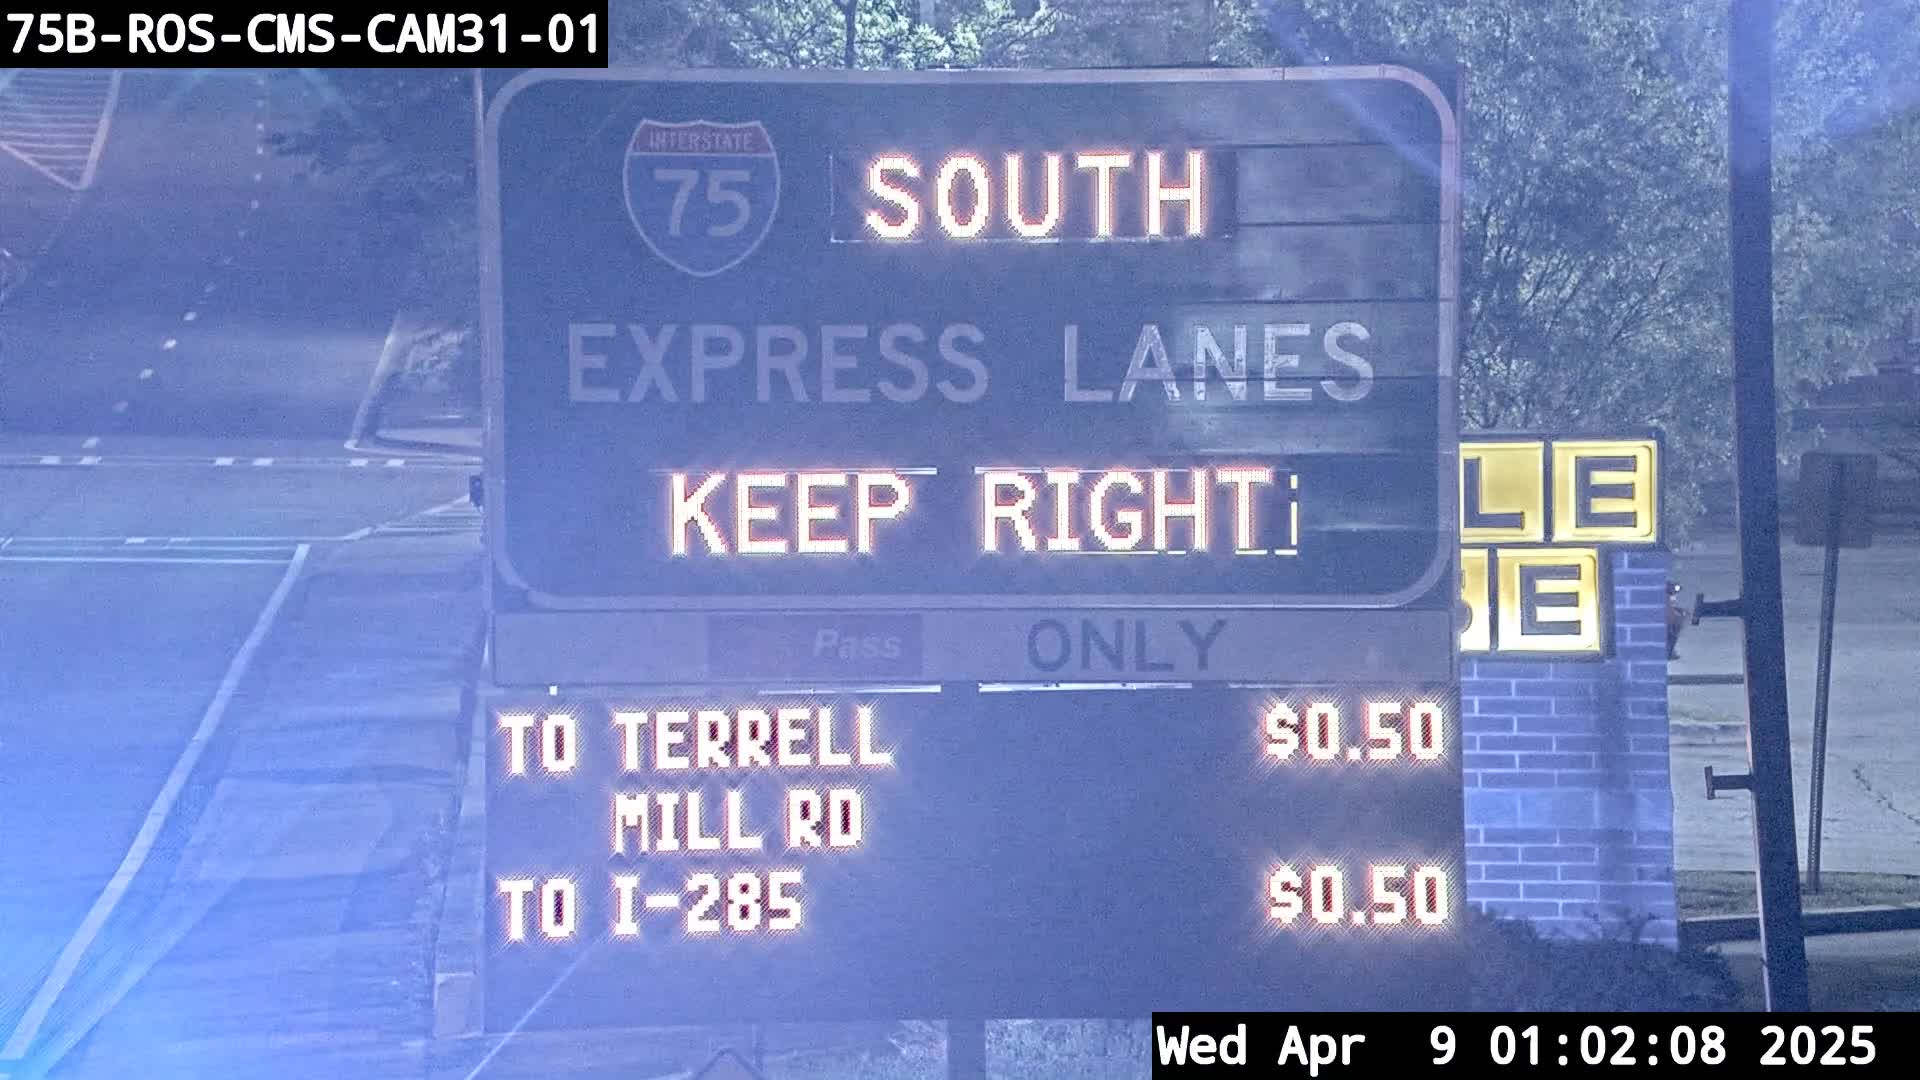 75B-ROS-CMS-CAM31-01
INTERSTATE
75
SOUTH
EXPRESS LANES
KEEP RIGHT
Pass ONLY
LE
E
TO TERRELL $0.50
MILL RD
TO I-285 $0.50
Wed Apr 9 01:02:08 2025